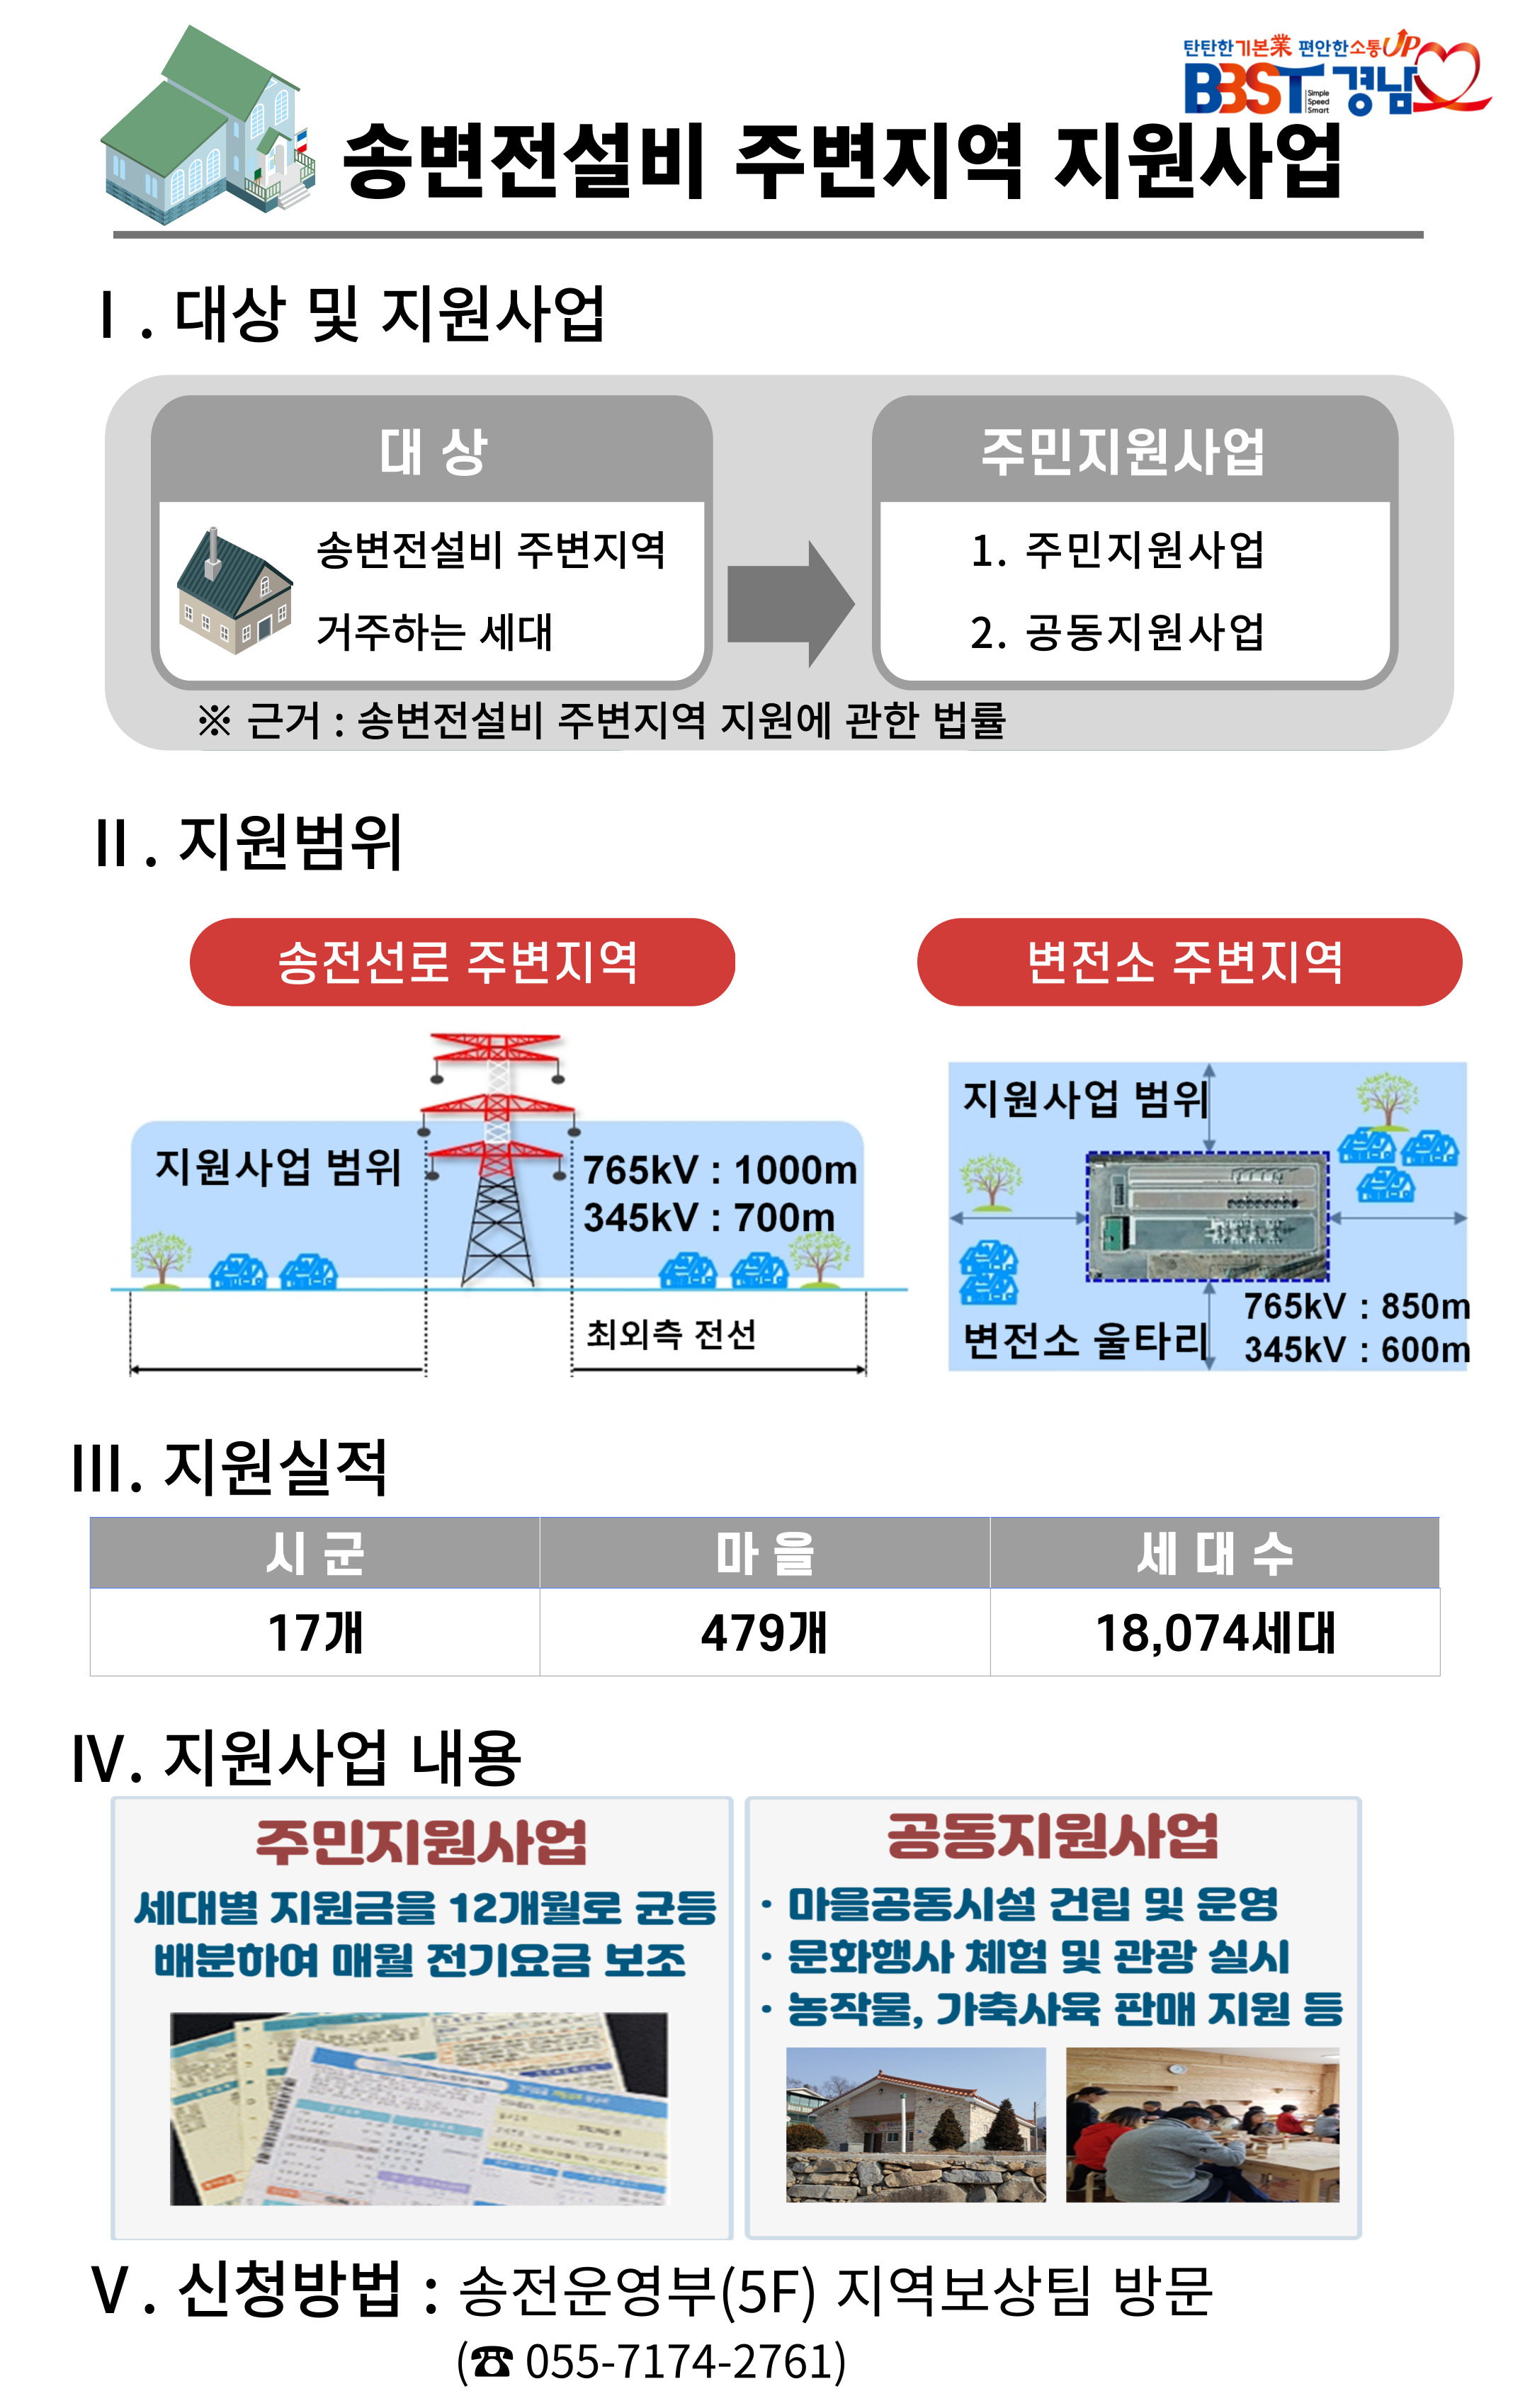 탄탄한기본業 편안한소통UP
BBST Simple Speed Smart 경남
송변전설비 주변지역 지원사업
Ⅰ. 대상 및 지원사업
대 상
송변전설비 주변지역
거주하는 세대
주민지원사업
1. 주민지원사업
2. 공동지원사업
※ 근거 : 송변전설비 주변지역 지원에 관한 법률
Ⅱ. 지원범위
송전선로 주변지역
지원사업 범위
765kV : 1000m
345kV : 700m
최외측 전선
변전소 주변지역
지원사업 범위
765kV : 850m
변전소 울타리
345kV : 600m
Ⅲ. 지원실적
시 군 마 을 세 대 수
17개 479개 18,074세대
Ⅳ. 지원사업 내용
주민지원사업
세대별 지원금을 12개월로 균등
배분하여 매월 전기요금 보조
공동지원사업
· 마을공동시설 건립 및 운영
· 문화행사 체험 및 관광 실시
· 농작물, 가축사육 판매 지원 등
Ⅴ. 신청방법 : 송전운영부(5F) 지역보상팀 방문
(☎ 055-7174-2761)